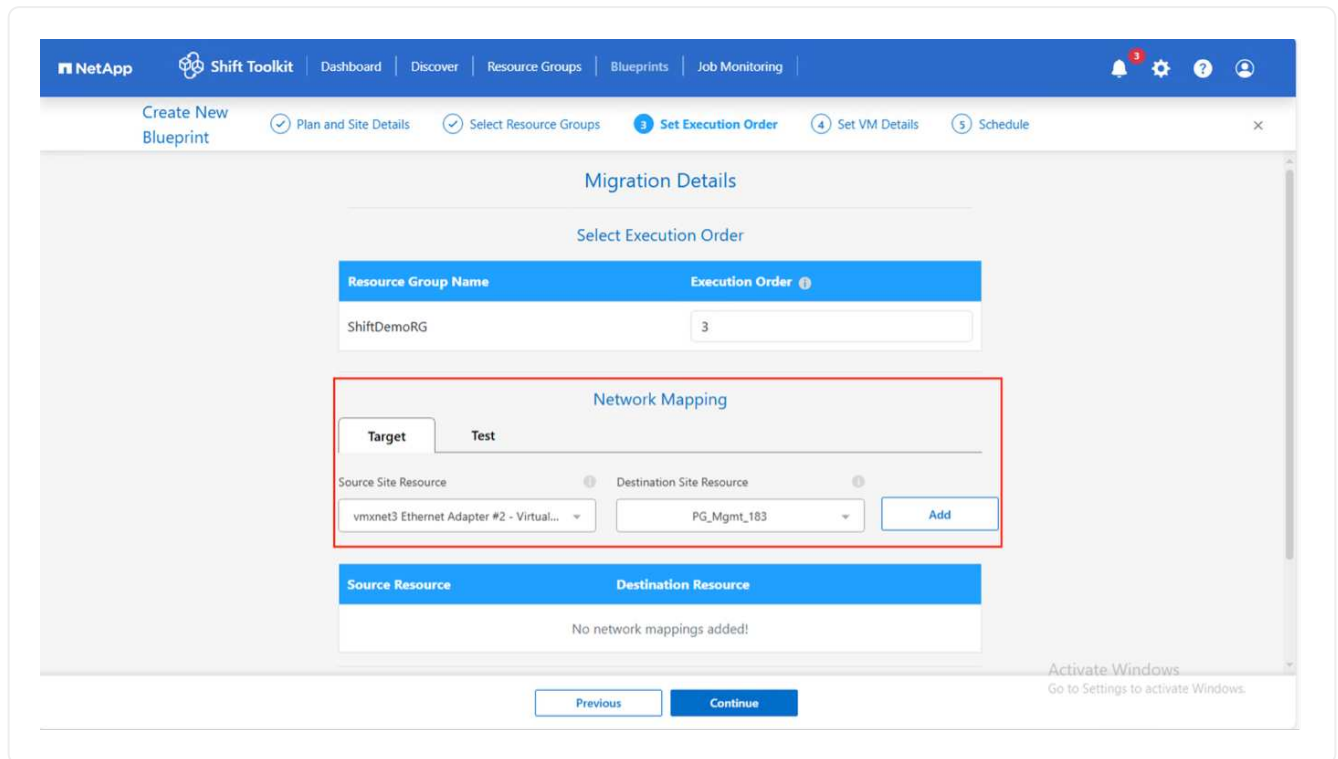 NetApp Shift Toolkit Dashboard Discover Resource Groups Blueprints Job Monitoring 3
Create New Blueprint
Plan and Site Details Select Resource Groups 3 Set Execution Order 4 Set VM Details 5 Schedule
Migration Details
Select Execution Order
Resource Group Name Execution Order
ShiftDemoRG 3
Network Mapping
Target Test
Source Site Resource Destination Site Resource
vmxnet3 Ethernet Adapter #2 - Virtual... PG_Mgmt_183 Add
Source Resource Destination Resource
No network mappings added!
Activate Windows
Go to Settings to activate Windows.
Previous Continue